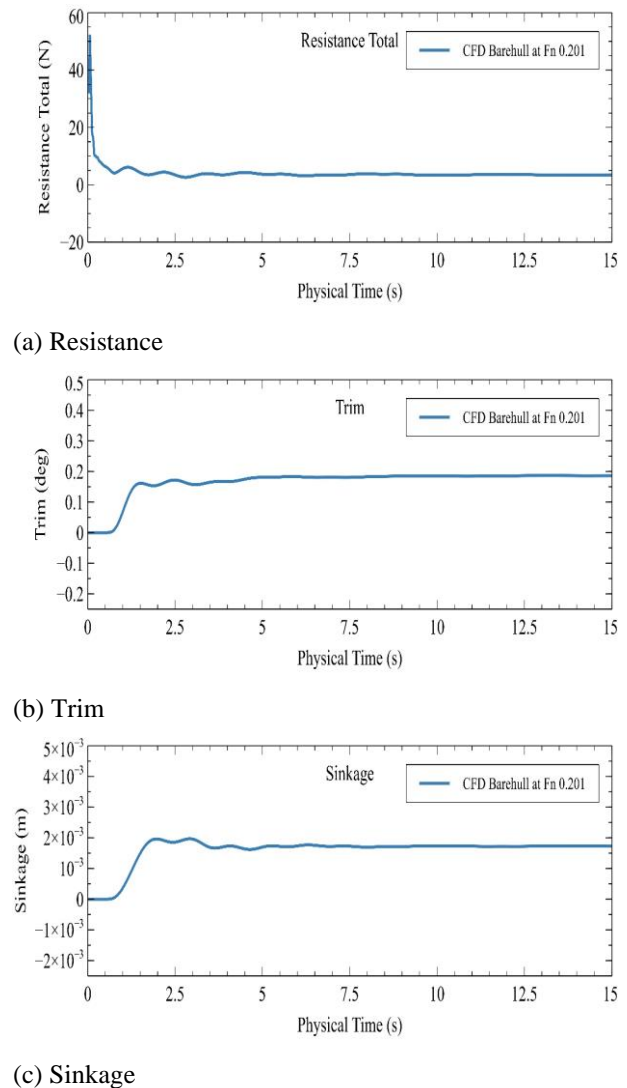 60
Resistance Total
CFD Barehull at Fn 0.201
40
20
0
−20
Resistance Total (N)
0 2.5 5 7.5 10 12.5 15
Physical Time (s)
(a) Resistance
0.5
Trim
CFD Barehull at Fn 0.201
0.4
0.3
0.2
0.1
0
−0.1
−0.2
Trim (deg)
0 2.5 5 7.5 10 12.5 15
Physical Time (s)
(b) Trim
5×10⁻³
Sinkage
CFD Barehull at Fn 0.201
4×10⁻³
3×10⁻³
2×10⁻³
1×10⁻³
0
−1×10⁻³
−2×10⁻³
Sinkage (m)
0 2.5 5 7.5 10 12.5 15
Physical Time (s)
(c) Sinkage